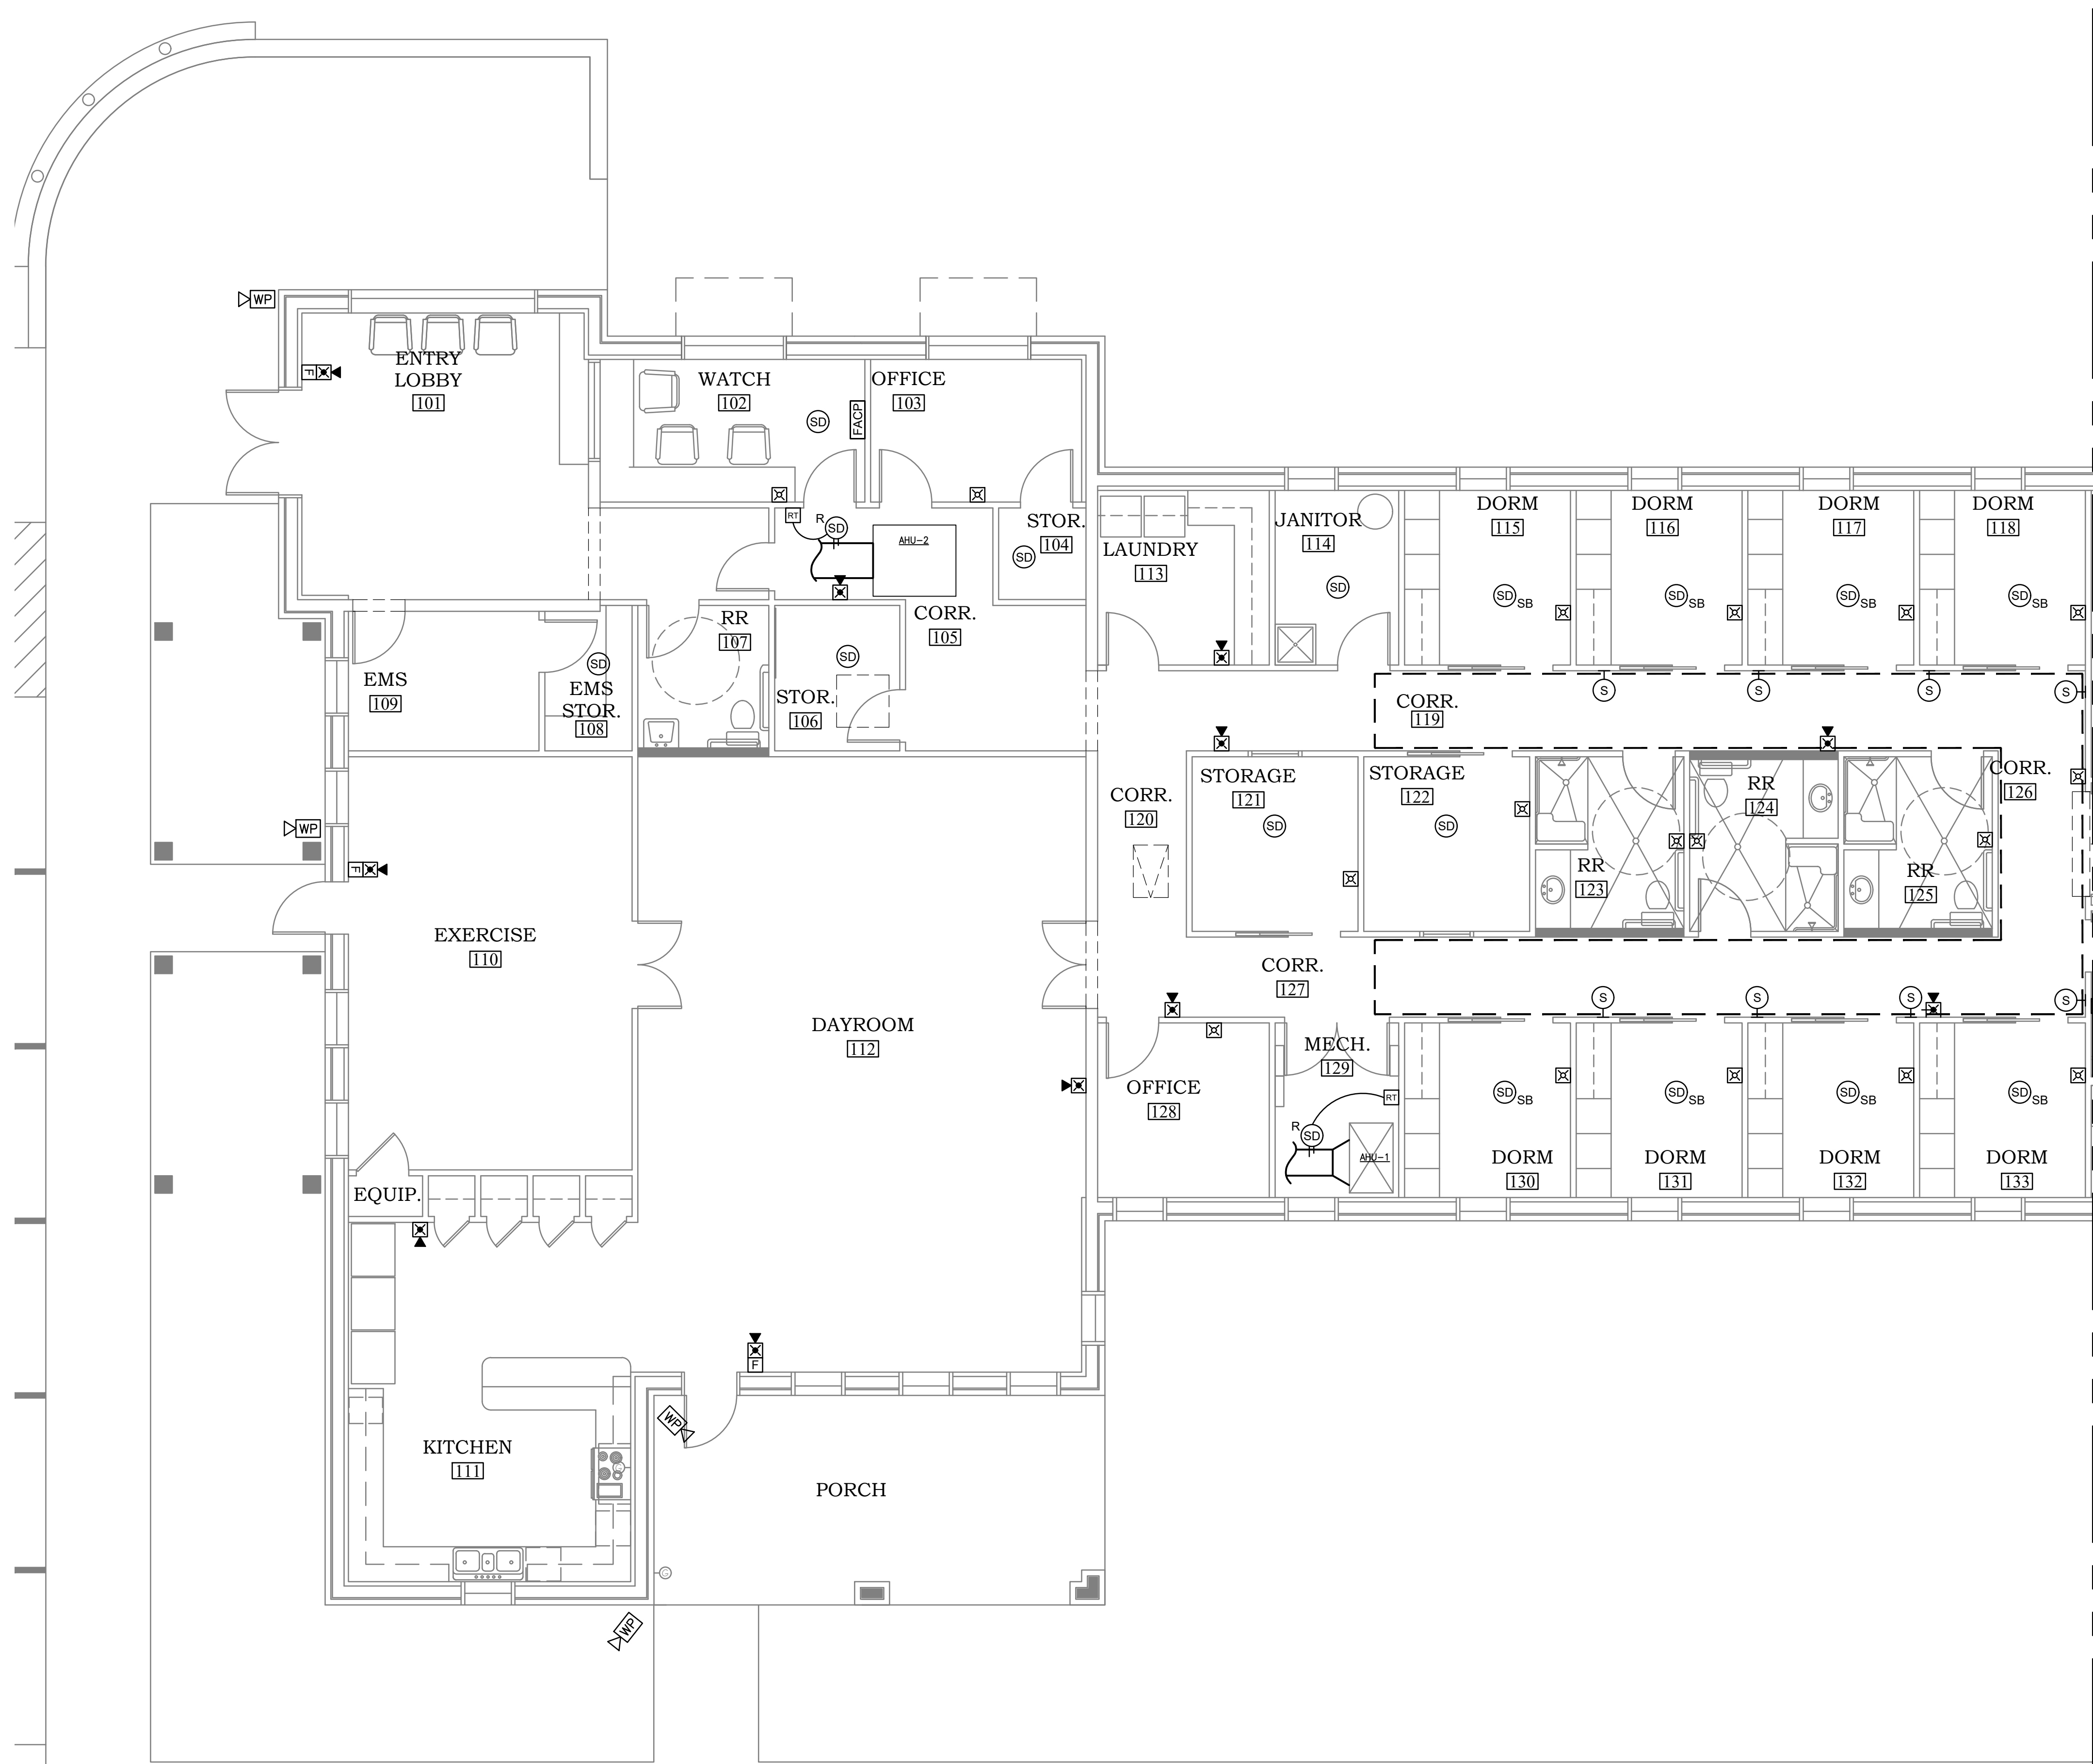 WP
ENTRY
LOBBY
101
F
WATCH
102
SD
FACP
OFFICE
103
RT
R
SD
AHU-2
STOR.
104
SD
CORR.
105
RR
107
SD
STOR.
106
SD
EMS
STOR.
108
EMS
109
LAUNDRY
113
JANITOR
114
SD
DORM
115
SD SB
DORM
116
SD SB
DORM
117
SD SB
DORM
118
SD SB
CORR.
119
S
S
S
S
CORR.
120
STORAGE
121
SD
STORAGE
122
SD
RR
123
RR
124
RR
125
CORR.
126
WP
F
EXERCISE
110
DAYROOM
112
CORR.
127
S
S
S
S
MECH.
129
OFFICE
128
RT
R
SD
AHU-1
SD SB
DORM
130
SD SB
DORM
131
SD SB
DORM
132
SD SB
DORM
133
EQUIP.
F
WP
KITCHEN
111
G
PORCH
G
WP